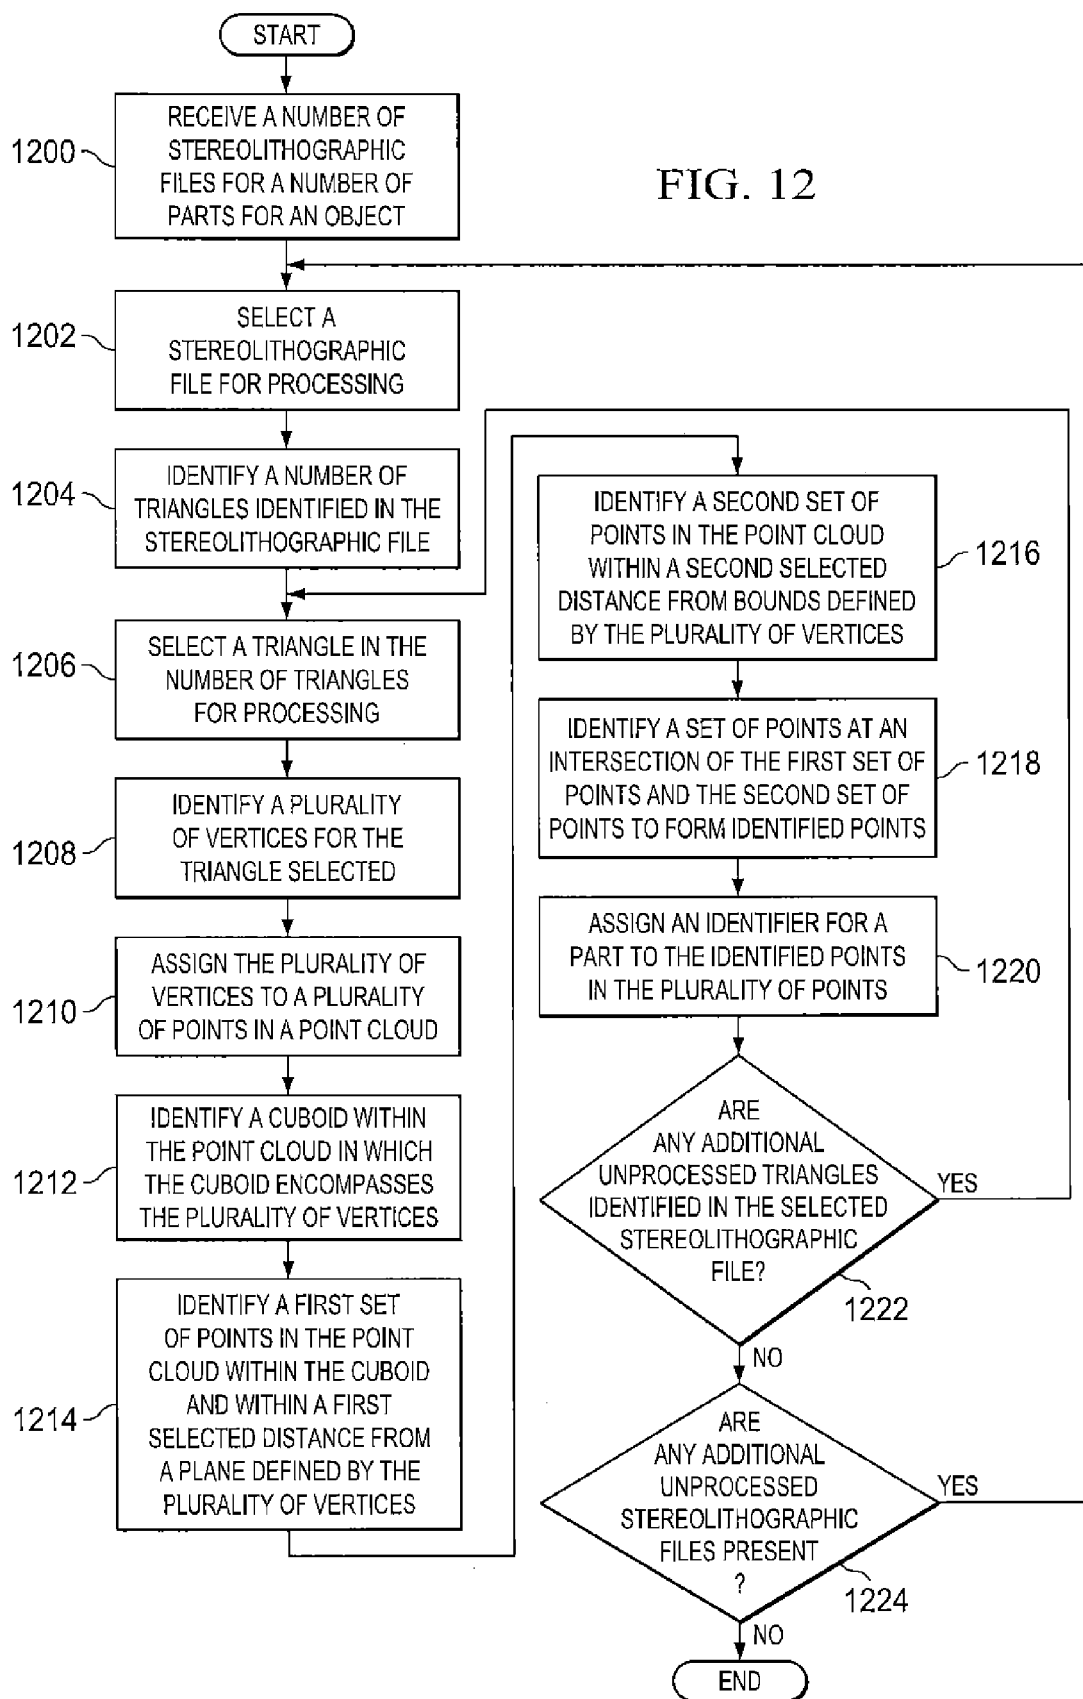 START
1200
RECEIVE A NUMBER OF
STEREOLITHOGRAPHIC
FILES FOR A NUMBER OF
PARTS FOR AN OBJECT
FIG. 12
1202
SELECT A
STEREOLITHOGRAPHIC
FILE FOR PROCESSING
1204
IDENTIFY A NUMBER OF
TRIANGLES IDENTIFIED IN THE
STEREOLITHOGRAPHIC FILE
1206
SELECT A TRIANGLE IN THE
NUMBER OF TRIANGLES
FOR PROCESSING
1208
IDENTIFY A PLURALITY
OF VERTICES FOR THE
TRIANGLE SELECTED
1210
ASSIGN THE PLURALITY OF
VERTICES TO A PLURALITY
OF POINTS IN A POINT CLOUD
1212
IDENTIFY A CUBOID WITHIN
THE POINT CLOUD IN WHICH
THE CUBOID ENCOMPASSES
THE PLURALITY OF VERTICES
1214
IDENTIFY A FIRST SET
OF POINTS IN THE POINT
CLOUD WITHIN THE CUBOID
AND WITHIN A FIRST
SELECTED DISTANCE FROM
A PLANE DEFINED BY THE
PLURALITY OF VERTICES
IDENTIFY A SECOND SET OF
POINTS IN THE POINT CLOUD
WITHIN A SECOND SELECTED
DISTANCE FROM BOUNDS DEFINED
BY THE PLURALITY OF VERTICES
1216
IDENTIFY A SET OF POINTS AT AN
INTERSECTION OF THE FIRST SET OF
POINTS AND THE SECOND SET OF
POINTS TO FORM IDENTIFIED POINTS
1218
ASSIGN AN IDENTIFIER FOR A
PART TO THE IDENTIFIED POINTS
IN THE PLURALITY OF POINTS
1220
ARE
ANY ADDITIONAL
UNPROCESSED TRIANGLES
IDENTIFIED IN THE SELECTED
STEREOLITHOGRAPHIC
FILE?
YES
1222
NO
ARE
ANY ADDITIONAL
UNPROCESSED
STEREOLITHOGRAPHIC
FILES PRESENT
?
YES
1224
NO
END